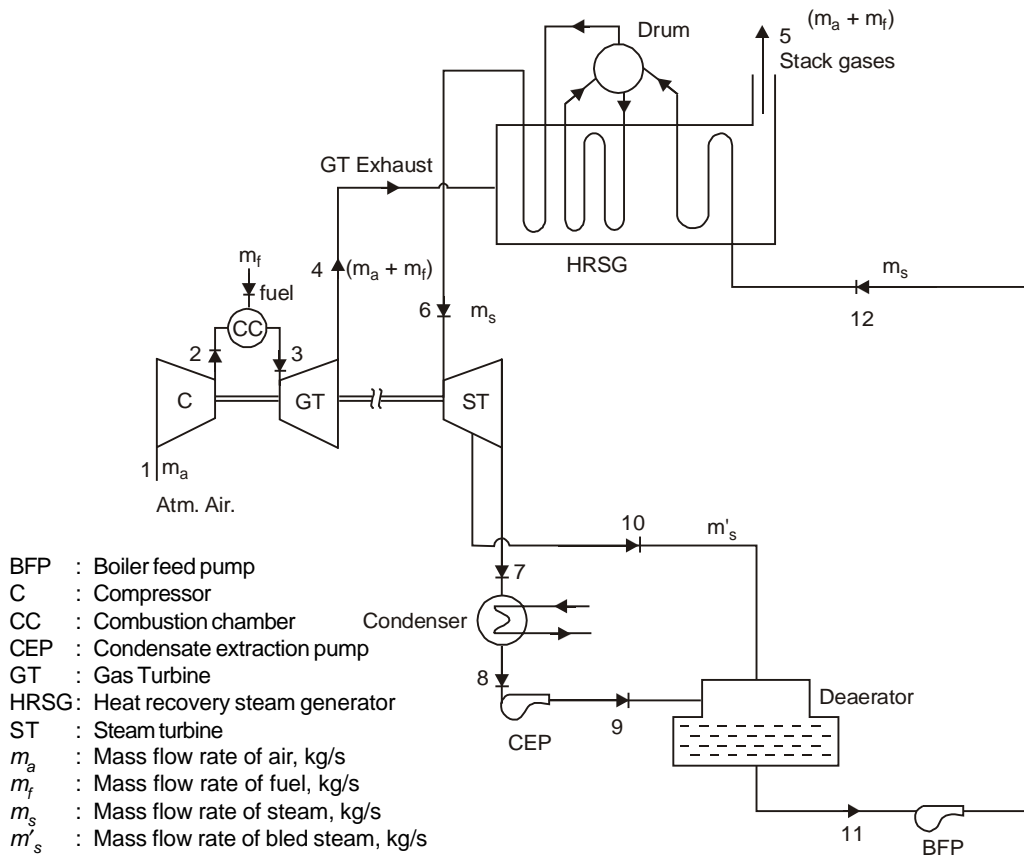 (mₐ + m_f)
5
Drum
Stack gases
GT Exhaust
m_f
4
(mₐ + m_f)
HRSG
mₛ
fuel
6
mₛ
12
CC
2
3
C
GT
ST
1
mₐ
Atm. Air.
10
m'ₛ
7
Condenser
8
Deaerator
CEP
9
11
BFP
BFP : Boiler feed pump
C : Compressor
CC : Combustion chamber
CEP : Condensate extraction pump
GT : Gas Turbine
HRSG : Heat recovery steam generator
ST : Steam turbine
mₐ : Mass flow rate of air, kg/s
m_f : Mass flow rate of fuel, kg/s
mₛ : Mass flow rate of steam, kg/s
m'ₛ : Mass flow rate of bled steam, kg/s